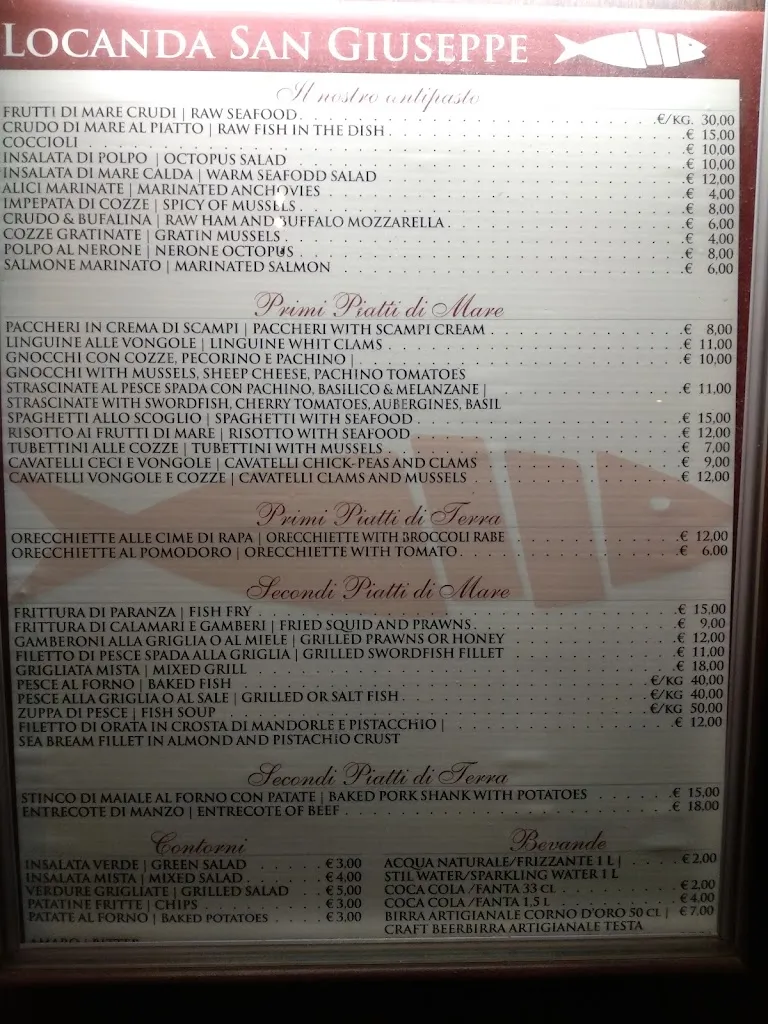 LOCANDA SAN GIUSEPPE
Il nostro antipasto
FRUTTI DI MARE CRUDI | RAW SEAFOOD . €/KG. 30,00
CRUDO DI MARE AL PIATTO | RAW FISH IN THE DISH . € 15,00
COCCIOLI . € 10,00
INSALATA DI POLPO | OCTOPUS SALAD . € 10,00
INSALATA DI MARE CALDA | WARM SEAFODD SALAD . € 12,00
ALICI MARINATE | MARINATED ANCHOVIES . € 4,00
IMPEPATA DI COZZE | SPICY OF MUSSELS . € 8,00
CRUDO & BUFALINA | RAW HAM AND BUFFALO MOZZARELLA . € 6,00
COZZE GRATINATE | GRATIN MUSSELS . € 4,00
POLPO AL NERONE | NERONE OCTOPUS . € 8,00
SALMONE MARINATO | MARINATED SALMON . € 6,00
Primi Piatti di Mare
PACCHERI IN CREMA DI SCAMPI | PACCHERI WITH SCAMPI CREAM . € 8,00
LINGUINE ALLE VONGOLE | LINGUINE WHIT CLAMS . € 11,00
GNOCCHI CON COZZE, PECORINO E PACHINO | . € 10,00
GNOCCHI WITH MUSSELS, SHEEP CHEESE, PACHINO TOMATOES
STRASCINATE AL PESCE SPADA CON PACHINO, BASILICO & MELANZANE | . € 11,00
STRASCINATE WITH SWORDFISH, CHERRY TOMATOES, AUBERGINES, BASIL
SPAGHETTI ALLO SCOGLIO | SPAGHETTI WITH SEAFOOD . € 15,00
RISOTTO AI FRUTTI DI MARE | RISOTTO WITH SEAFOOD . € 12,00
TUBETTINI ALLE COZZE | TUBETTINI WITH MUSSELS . € 7,00
CAVATELLI CECI E VONGOLE | CAVATELLI CHICK-PEAS AND CLAMS . € 9,00
CAVATELLI VONGOLE E COZZE | CAVATELLI CLAMS AND MUSSELS . € 12,00
Primi Piatti di Terra
ORECCHIETTE ALLE CIME DI RAPA | ORECCHIETTE WITH BROCCOLI RABE . € 12,00
ORECCHIETTE AL POMODORO | ORECCHIETTE WITH TOMATO . € 6,00
Secondi Piatti di Mare
FRITTURA DI PARANZA | FISH FRY . € 15,00
FRITTURA DI CALAMARI E GAMBERI | FRIED SQUID AND PRAWNS . € 9,00
GAMBERONI ALLA GRIGLIA O AL MIELE | GRILLED PRAWNS OR HONEY . € 12,00
FILETTO DI PESCE SPADA ALLA GRIGLIA | GRILLED SWORDFISH FILLET . € 11,00
GRIGLIATA MISTA | MIXED GRILL . € 18,00
PESCE AL FORNO | BAKED FISH . €/KG 40,00
PESCE ALLA GRIGLIA O AL SALE | GRILLED OR SALT FISH . €/KG 40,00
ZUPPA DI PESCE | FISH SOUP . €/KG 50,00
FILETTO DI ORATA IN CROSTA DI MANDORLE E PISTACCHIO | . € 12,00
SEA BREAM FILLET IN ALMOND AND PISTACHIO CRUST
Secondi Piatti di Terra
STINCO DI MAIALE AL FORNO CON PATATE | BAKED PORK SHANK WITH POTATOES . € 15,00
ENTRECOTE DI MANZO | ENTRECOTE OF BEEF . € 18,00
Contorni
INSALATA VERDE | GREEN SALAD . € 3,00
INSALATA MISTA | MIXED SALAD . € 4,00
VERDURE GRIGLIATE | GRILLED SALAD . € 5,00
PATATINE FRITTE | CHIPS . € 3,00
PATATE AL FORNO | BAKED POTATOES . € 3,00
Bevande
ACQUA NATURALE/FRIZZANTE 1 L | . € 2,00
STIL WATER/SPARKLING WATER 1 L
COCA COLA /FANTA 33 CL . € 2,00
COCA COLA /FANTA 1,5 L . € 4,00
BIRRA ARTIGIANALE CORNO D'ORO 50 CL | € 7,00
CRAFT BEERBIRRA ARTIGIANALE TESTA